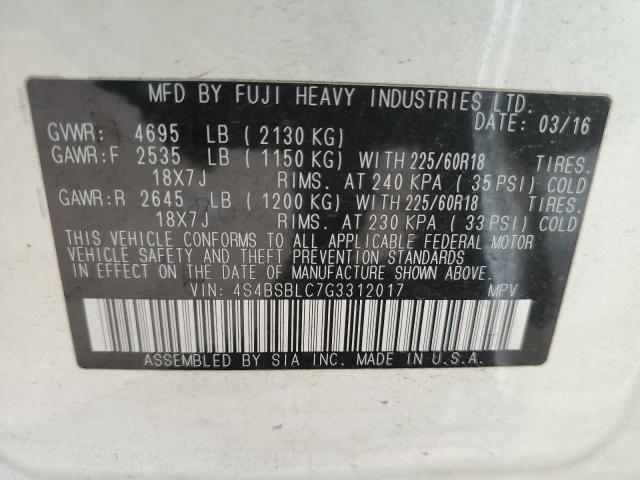 MFD BY FUJI HEAVY INDUSTRIES LTD.
DATE: 03/16
GVWR: 4695 LB ( 2130 KG)
GAWR:F 2535 LB ( 1150 KG) WITH 225/60R18 TIRES.
18X7J RIMS. AT 240 KPA ( 35 PSI) COLD
GAWR:R 2645 LB ( 1200 KG) WITH 225/60R18 TIRES.
18X7J RIMS. AT 230 KPA ( 33 PSI) COLD
THIS VEHICLE CONFORMS TO ALL APPLICABLE FEDERAL MOTOR
VEHICLE SAFETY AND THEFT PREVENTION STANDARDS
IN EFFECT ON THE DATE OF MANUFACTURE SHOWN ABOVE.
VIN: 4S4BSBLC7G3312017 MPV
ASSEMBLED BY SIA INC. MADE IN U.S.A.